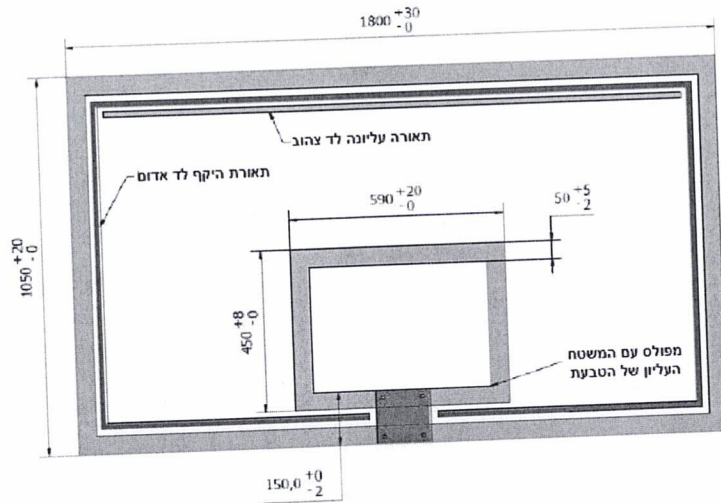 1800 +30 -0
תאורה עליונה לד צהוב
תאורת היקף לד אדום
590 +20 -0
50 +5 -2
1050 +20 -0
450 +8 -0
מפולס עם המשטח
העליון של הטבעת
150,0 +0 -2